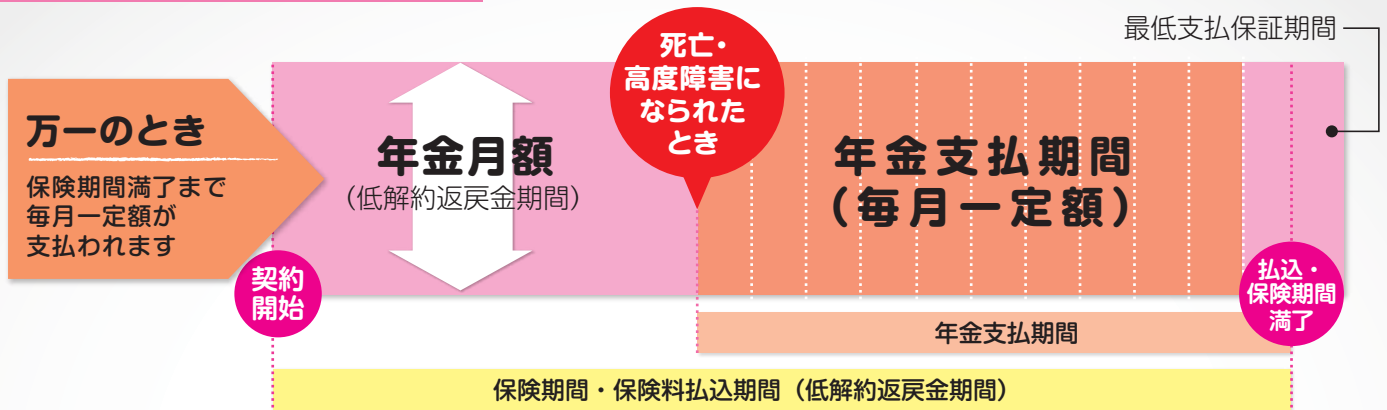 最低支払保証期間
万一のとき
保険期間満了まで
毎月一定額が
支払われます
契約
開始
年金月額
（低解約返戻金期間）
死亡・
高度障害に
なられた
とき
年金支払期間
（毎月一定額）
払込・
保険期間
満了
年金支払期間
保険期間・保険料払込期間（低解約返戻金期間）